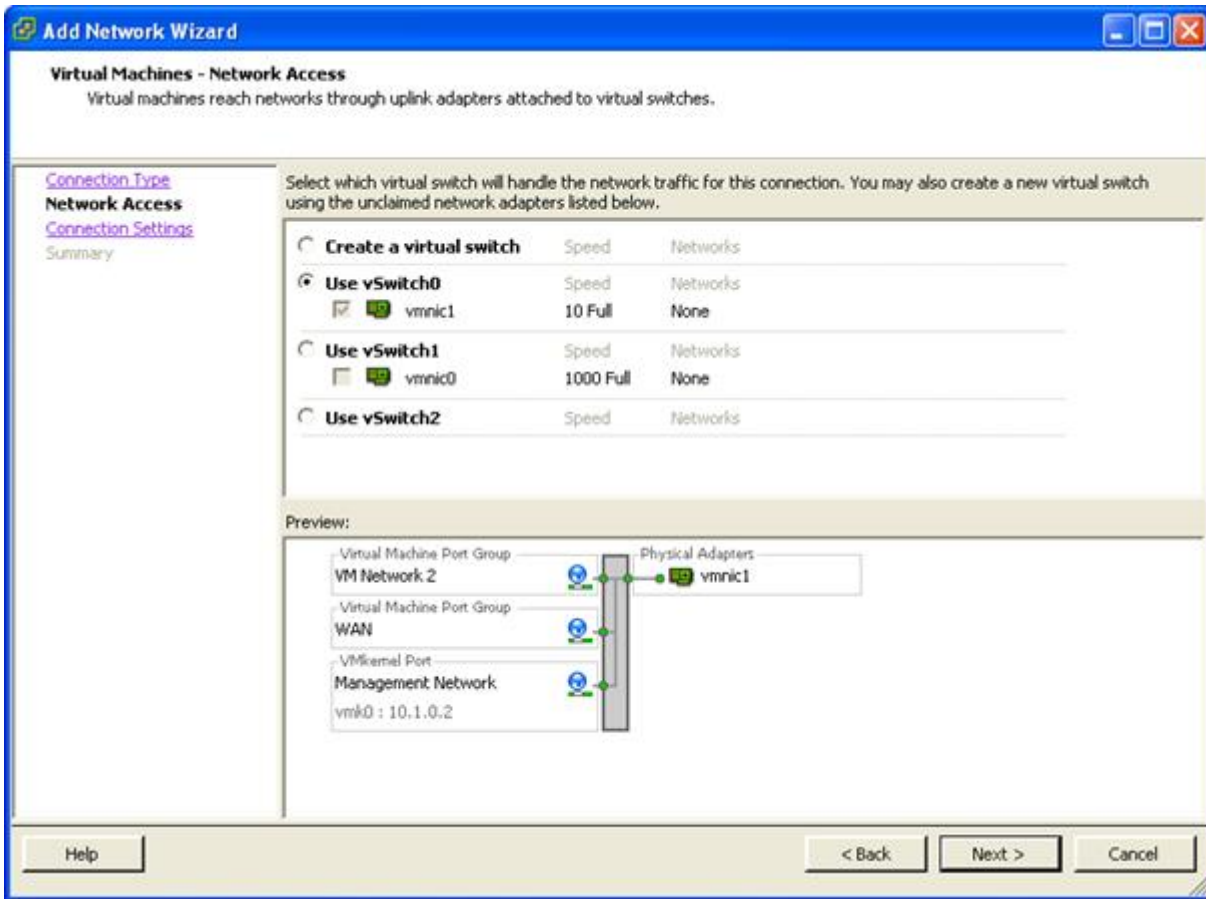 Add Network Wizard
Virtual Machines - Network Access
Virtual machines reach networks through uplink adapters attached to virtual switches.
Connection Type
Network Access
Connection Settings
Summary
Select which virtual switch will handle the network traffic for this connection. You may also create a new virtual switch
using the unclaimed network adapters listed below.
Create a virtual switch Speed Networks
Use vSwitch0 Speed Networks
vmnic1 10 Full None
Use vSwitch1 Speed Networks
vmnic0 1000 Full None
Use vSwitch2 Speed Networks
Preview:
Virtual Machine Port Group Physical Adapters
VM Network 2 vmnic1
Virtual Machine Port Group
WAN
VMkernel Port
Management Network
vmk0 : 10.1.0.2
Help < Back Next > Cancel